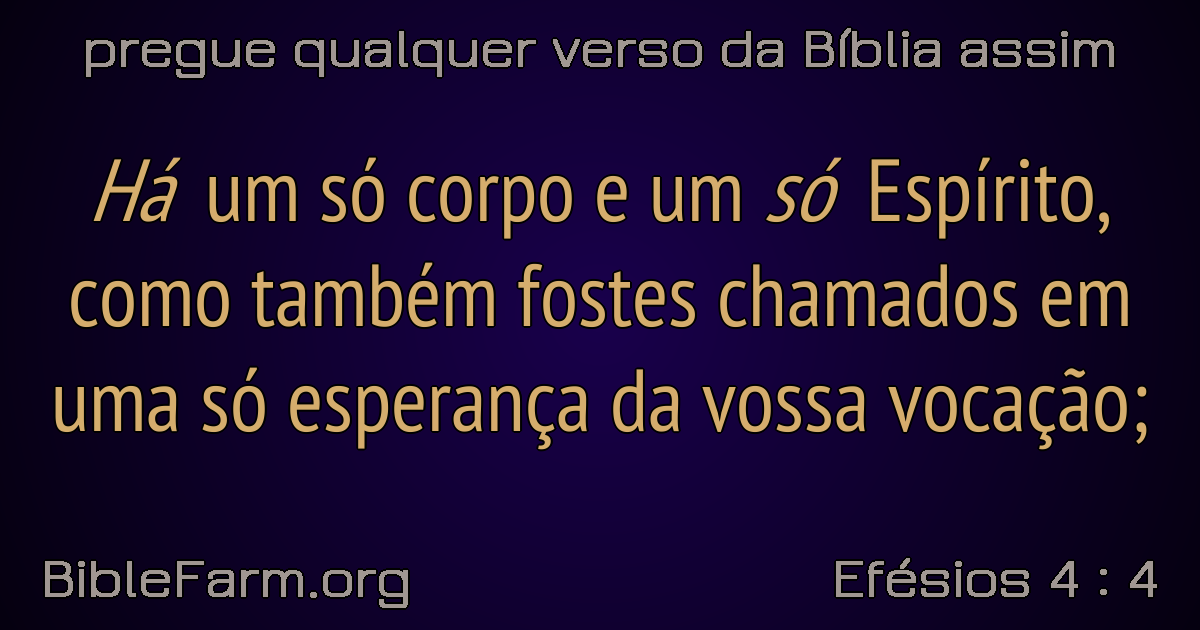 pregue qualquer verso da Bíblia assim
Há um só corpo e um só Espírito,
como também fostes chamados em
uma só esperança da vossa vocação;
BibleFarm.org
Efésios 4 : 4